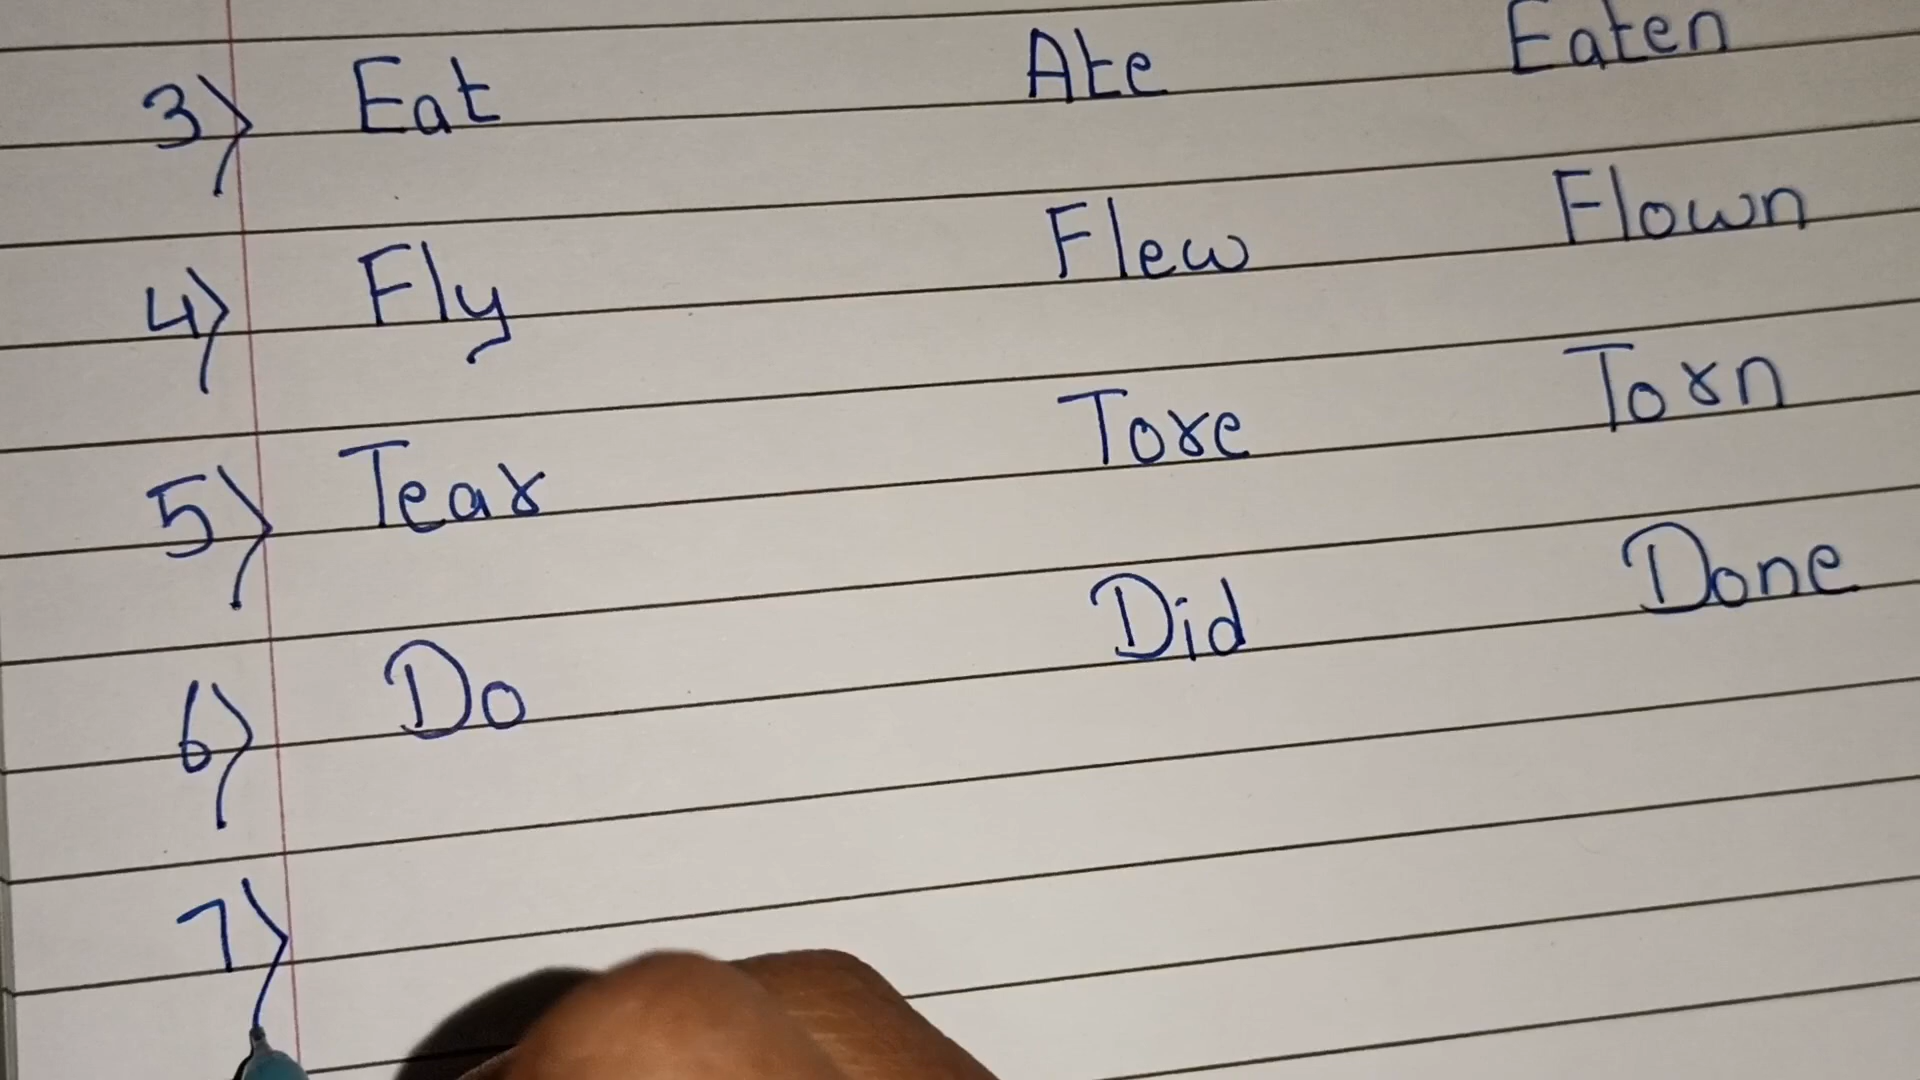 3) Eat Ate Eaten
4) Fly Flew Flown
5) Tear Tore Torn
6) Do Did Done
7)